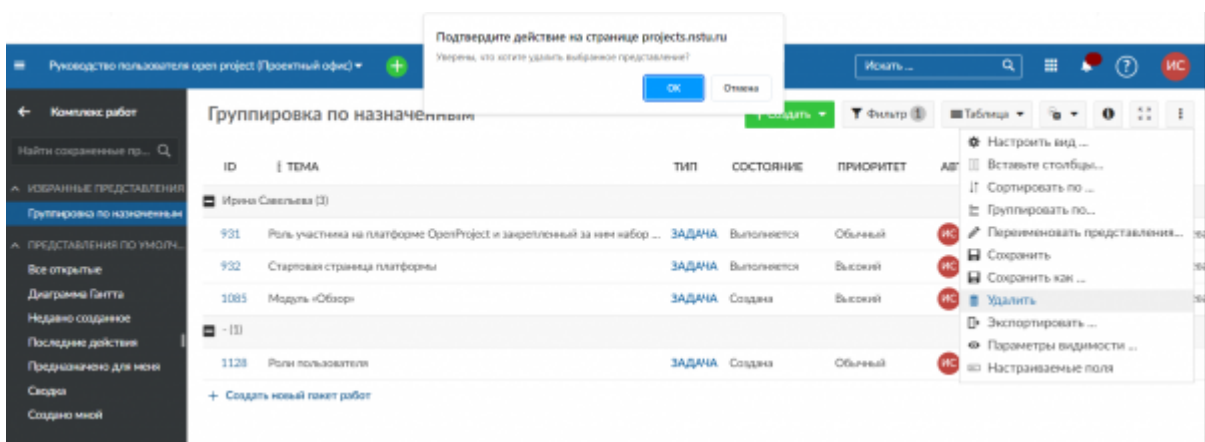 Подтвердите действие на странице projects.nstu.ru
Уверены, что хотите удалить выбранное представление?
OK Отмена
Руководство пользователя open project (Проектный офис)
Искать ...
ИС
Комплекс работ
Найти сохраненные пр...
ИЗБРАННЫЕ ПРЕДСТАВЛЕНИЯ
Группировка по назначенным
ПРЕДСТАВЛЕНИЯ ПО УМОЛЧ...
Все открытые
Диаграмма Гантта
Недавно созданное
Последние действия
Предназначено для меня
Сводка
Создано мной
Группировка по назначенным
+ Создать Фильтр 1 Таблица
ID ТЕМА ТИП СОСТОЯНИЕ ПРИОРИТЕТ АВТ
Ирина Савельева (3)
931 Роль участника на платформе OpenProject и закрепленный за ним набор ... ЗАДАЧА Выполняется Обычный ИС
932 Стартовая страница платформы ЗАДАЧА Выполняется Высокий ИС
1085 Модуль «Обзор» ЗАДАЧА Создана Высокий ИС
- (1)
1128 Роли пользователя ЗАДАЧА Создана Обычный ИС
+ Создать новый пакет работ
Настроить вид ...
Вставьте столбцы...
Сортировать по ...
Группировать по...
Переименовать представления...
Сохранить
Сохранить как ...
Удалить
Экспортировать ...
Параметры видимости ...
Настраиваемые поля